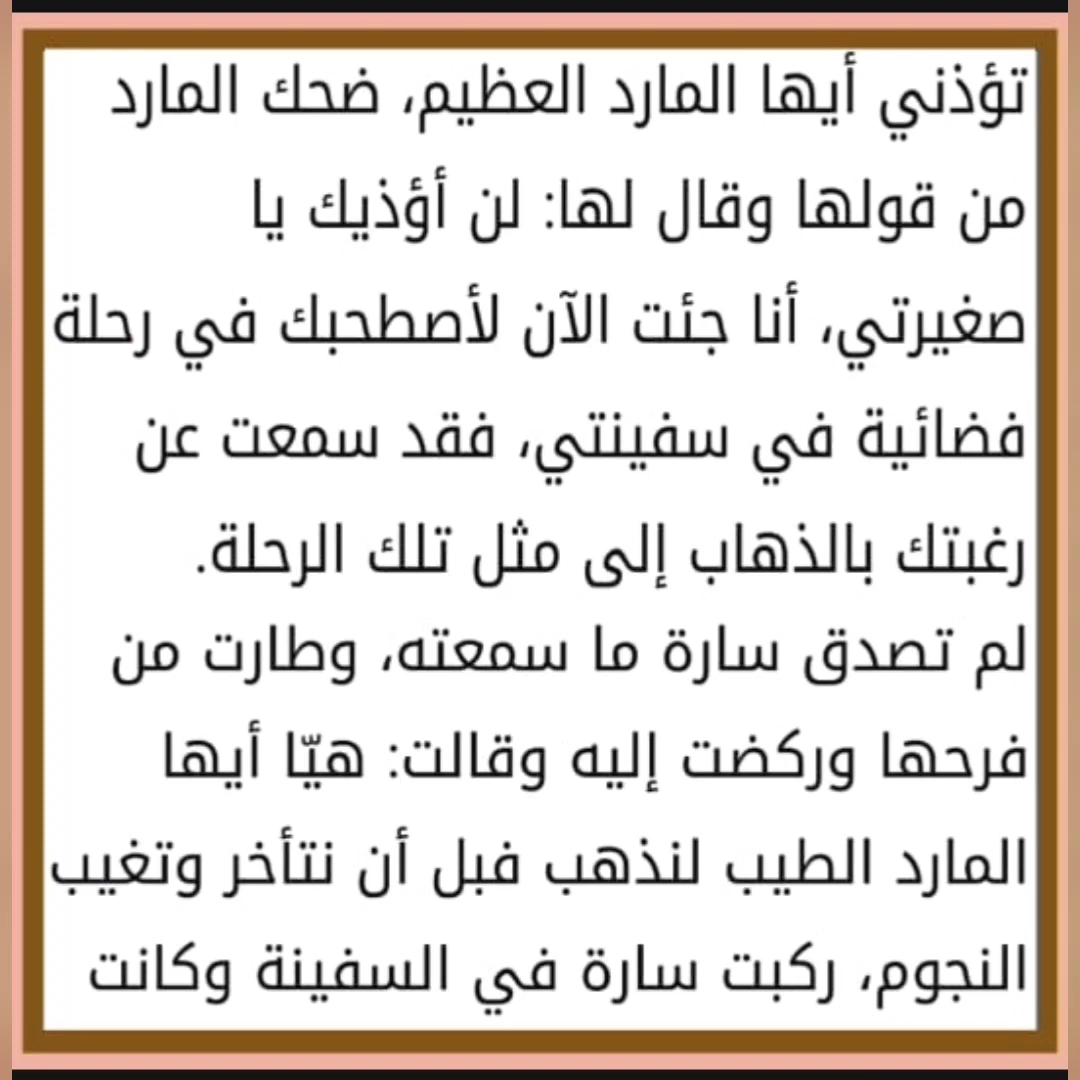 تؤذني أيها المارد العظيم، ضحك المارد
من قولها وقال لها: لن أؤذيك يا
صغيرتي، أنا جئت الآن لأصطحبك في رحلة
فضائية في سفينتي، فقد سمعت عن
رغبتك بالذهاب إلى مثل تلك الرحلة.
لم تصدق سارة ما سمعته، وطارت من
فرحها وركضت إليه وقالت: هيّا أيها
المارد الطيب لنذهب فبل أن نتأخر وتغيب
النجوم، ركبت سارة في السفينة وكانت